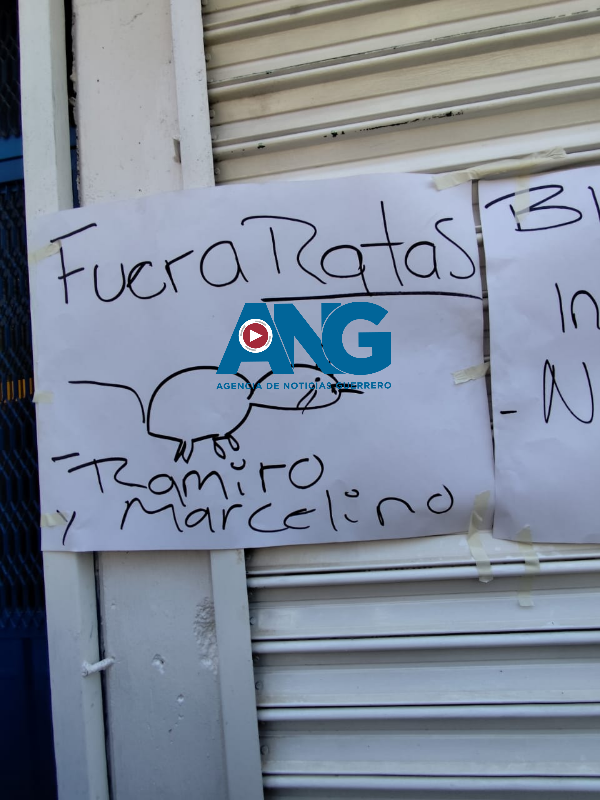 Fuera Ratas
ANG
AGENCIA DE NOTICIAS GUERRERO
- Ramiro
y Marcelino
- N